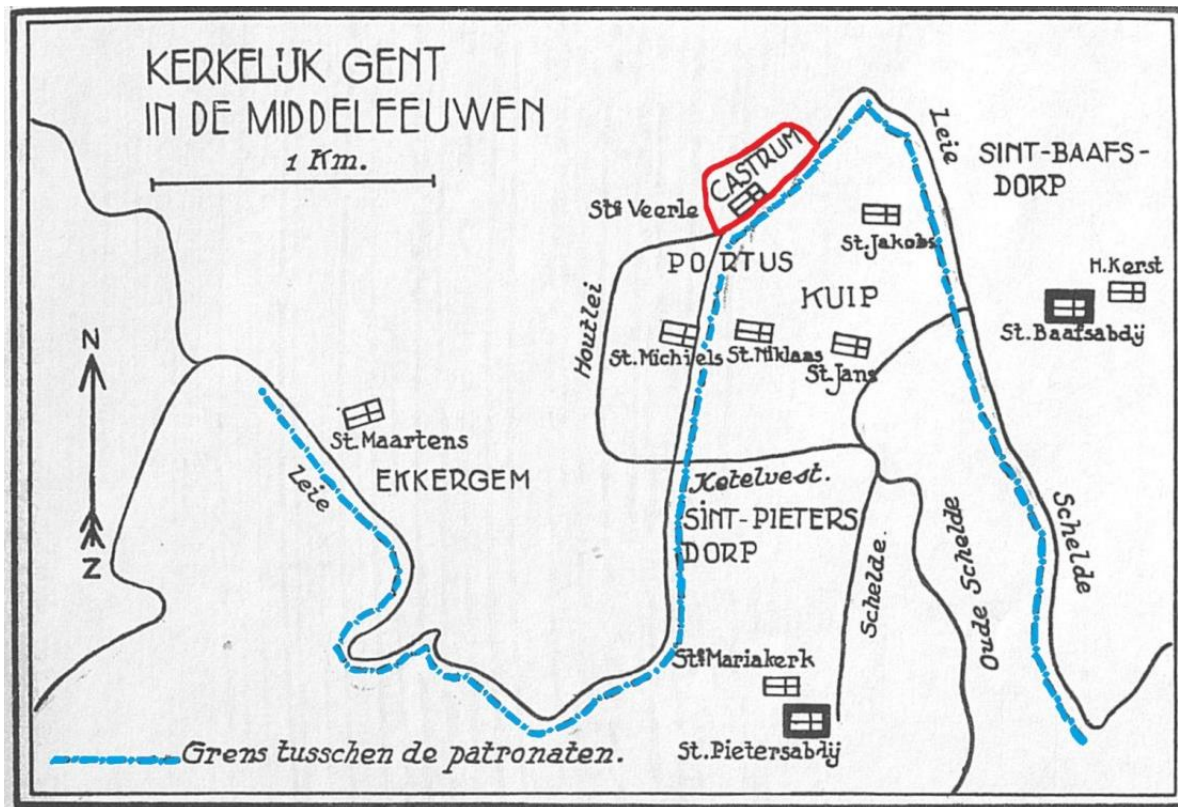 KERKELIJK GENT
IN DE MIDDELEEUWEN
1 Km.
Leie
SINT-BAAFS-
DORP
CASTRUM
Ste Veerle
St. Jakobs
H. Kerst
PORTUS
KUIP
St. Baafsabdij
Houtlei
St. Michiels
St. Niklaas
St. Jans
N
St. Maartens
EKKERGEM
Leie
Ketelvest.
SINT-PIETERS
DORP
Schelde.
Oude Schelde
Schelde
Z
Ste Mariakerk
St. Pietersabdij
Grens tusschen de patronaten.